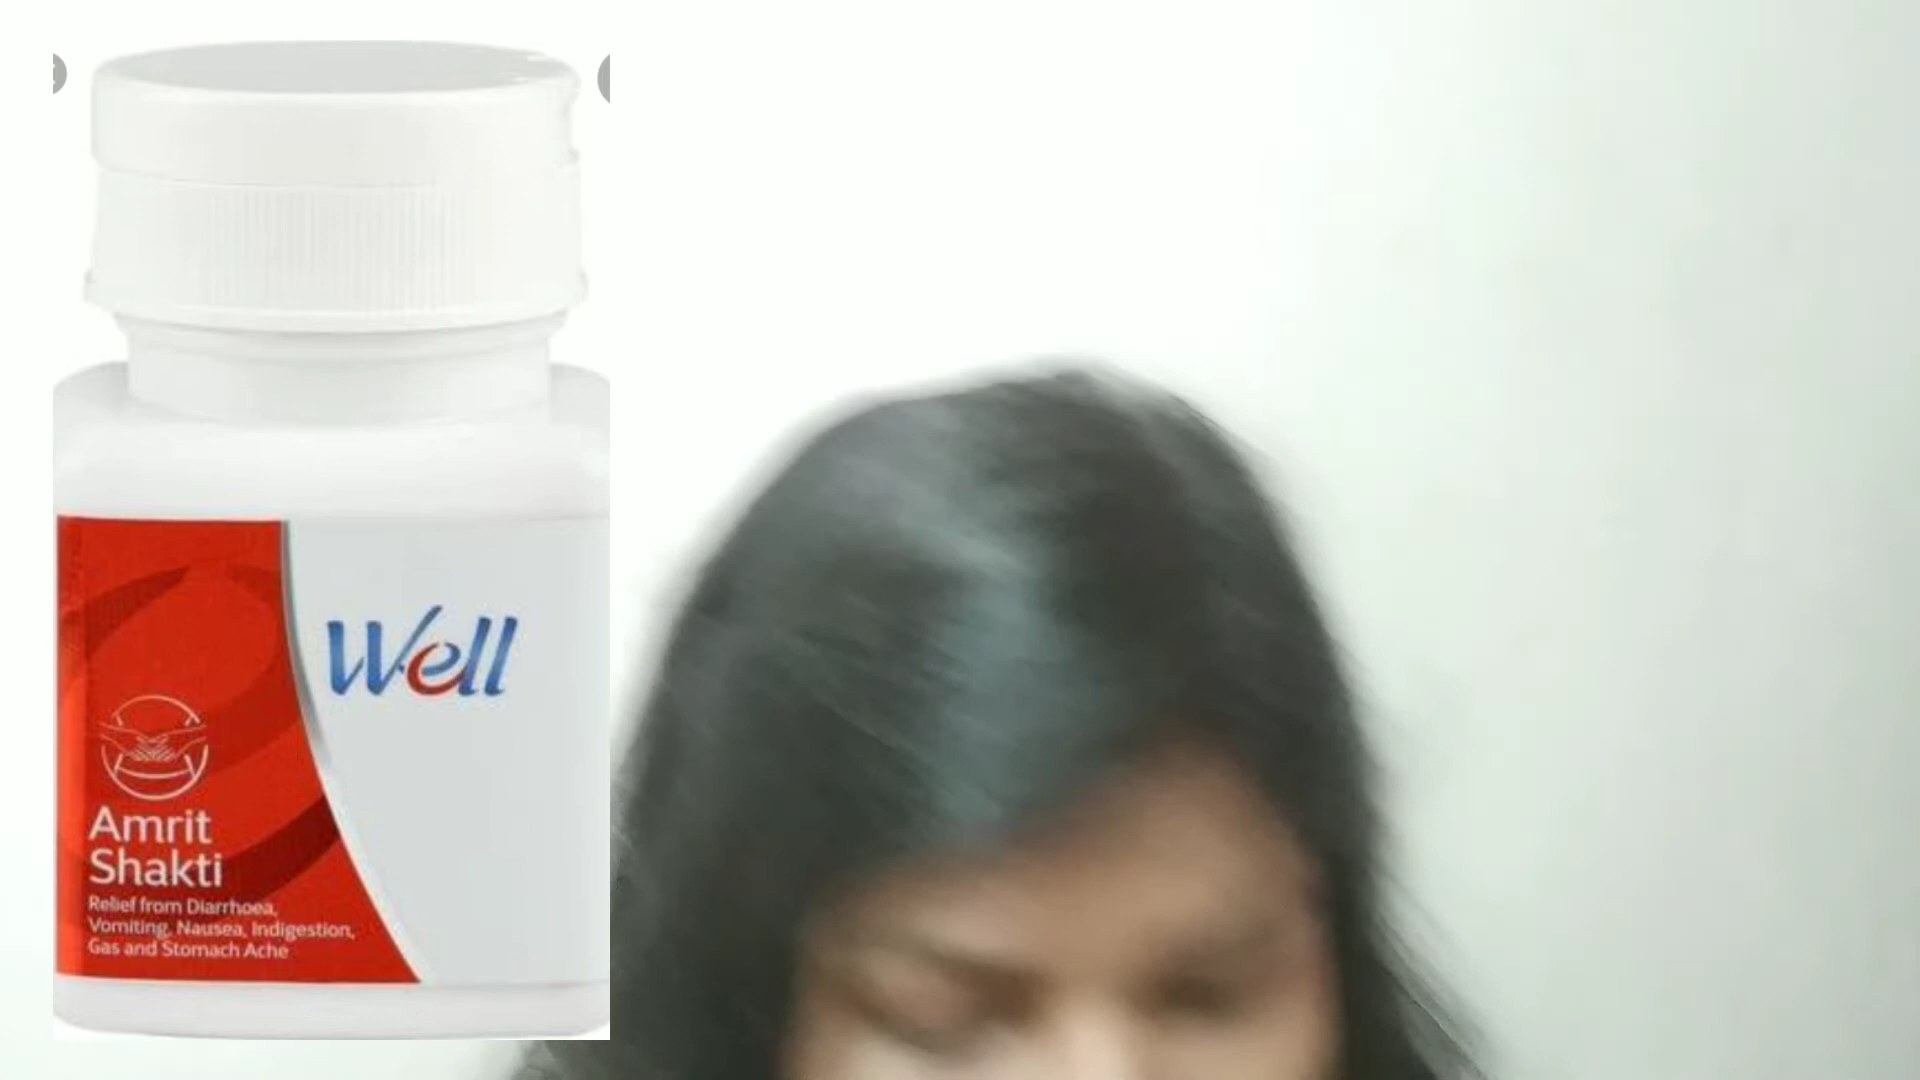 Well
Amrit
Shakti
Relief from Diarrhoea,
Vomiting, Nausea, Indigestion,
Gas and Stomach Ache